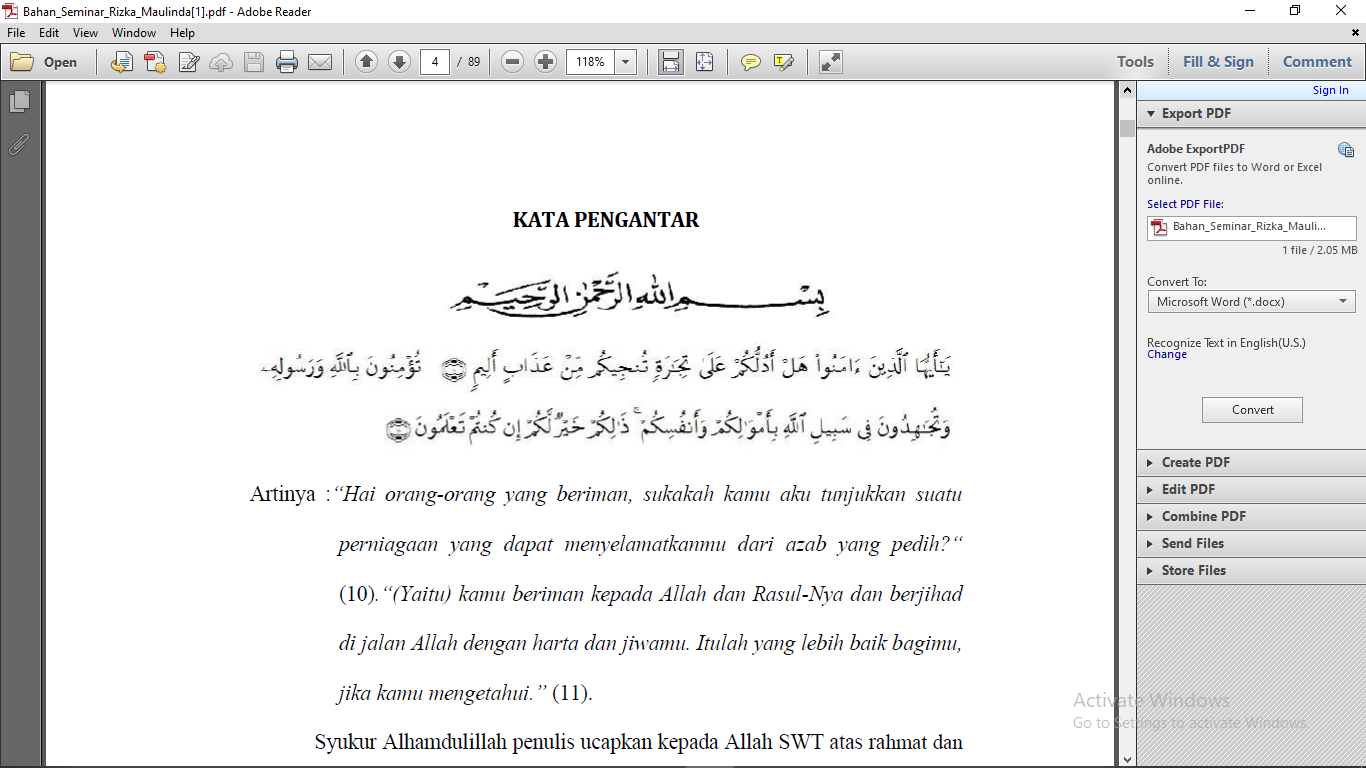 Bahan_Seminar_Rizka_Maulinda[1].pdf - Adobe Reader
File Edit View Window Help
Open 4 / 89 118% Tools Fill & Sign Comment
Sign In
Export PDF
Adobe ExportPDF
Convert PDF files to Word or Excel
online.
Select PDF File:
Bahan_Seminar_Rizka_Mauli...
1 file / 2.05 MB
Convert To:
Microsoft Word (*.docx)
Recognize Text in English(U.S.)
Change
Convert
Create PDF
Edit PDF
Combine PDF
Send Files
Store Files
KATA PENGANTAR
بِسْمِ اللهِ الرَّحْمٰنِ الرَّحِيْمِ
يَٰٓأَيُّهَا ٱلَّذِينَ ءَامَنُوا۟ هَلْ أَدُلُّكُمْ عَلَىٰ تِجَٰرَةٍ تُنجِيكُم مِّنْ عَذَابٍ أَلِيمٍ تُؤْمِنُونَ بِٱللَّهِ وَرَسُولِهِۦ
وَتُجَٰهِدُونَ فِى سَبِيلِ ٱللَّهِ بِأَمْوَٰلِكُمْ وَأَنفُسِكُمْ ۚ ذَٰلِكُمْ خَيْرٌ لَّكُمْ إِن كُنتُمْ تَعْلَمُونَ
Artinya :“Hai orang-orang yang beriman, sukakah kamu aku tunjukkan suatu
perniagaan yang dapat menyelamatkanmu dari azab yang pedih?“
(10).“(Yaitu) kamu beriman kepada Allah dan Rasul-Nya dan berjihad
di jalan Allah dengan harta dan jiwamu. Itulah yang lebih baik bagimu,
jika kamu mengetahui.” (11).
Syukur Alhamdulillah penulis ucapkan kepada Allah SWT atas rahmat dan
Activate Windows
Go to Settings to activate Windows.